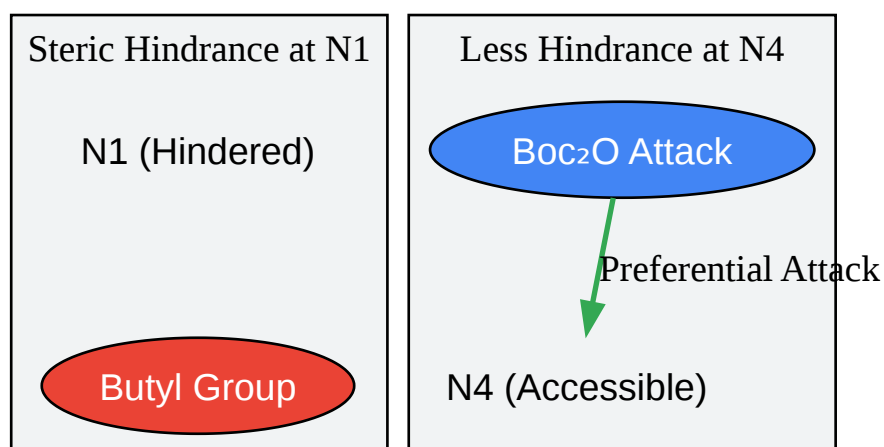 Steric Hindrance at N1
N1 (Hindered)
Butyl Group
Less Hindrance at N4
Boc₂O Attack
Preferential Attack
N4 (Accessible)